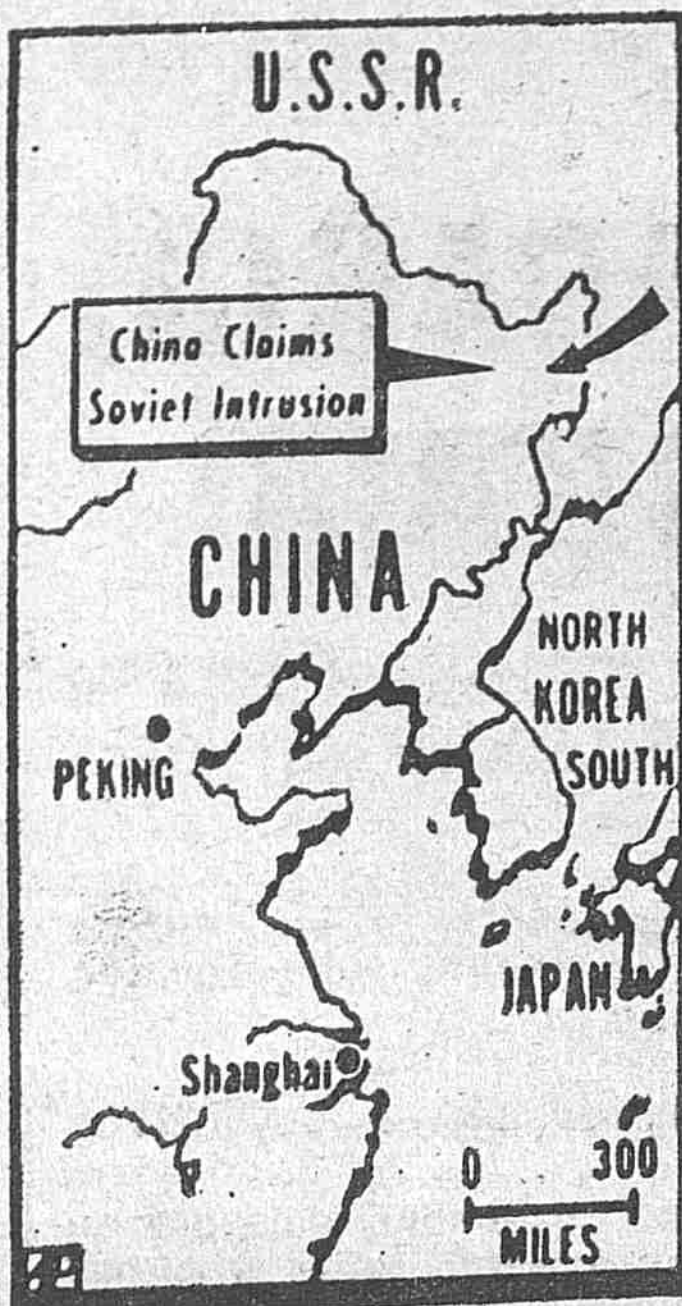 U.S.S.R.
China Claims
Soviet Intrusion
CHINA
NORTH
KOREA
SOUTH
PEKING
JAPAN
Shanghai
0 300
MILES